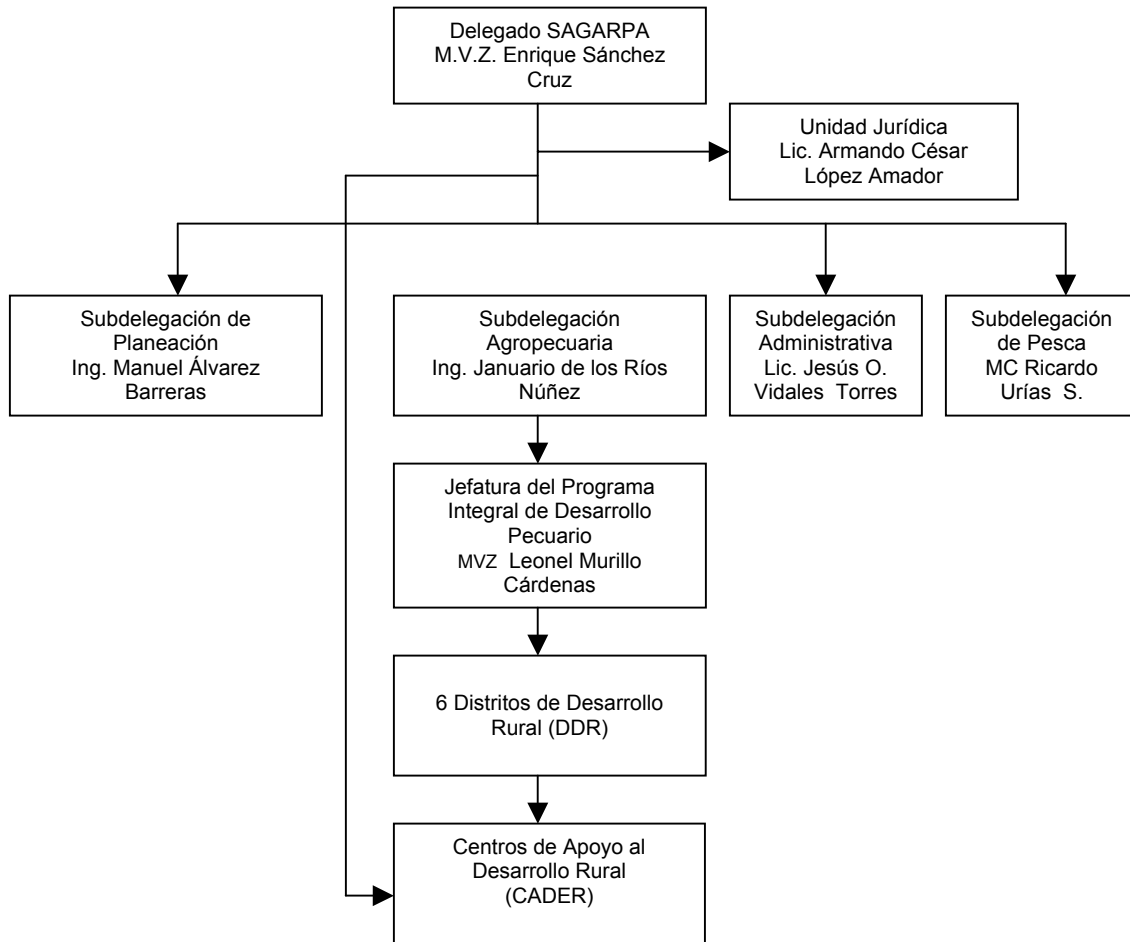 Delegado SAGARPA
M.V.Z. Enrique Sánchez
Cruz
Unidad Jurídica
Lic. Armando César
López Amador
Subdelegación de
Planeación
Ing. Manuel Álvarez
Barreras
Subdelegación
Agropecuaria
Ing. Januario de los Ríos
Núñez
Subdelegación
Administrativa
Lic. Jesús O.
Vidales Torres
Subdelegación
de Pesca
MC Ricardo
Urías S.
Jefatura del Programa
Integral de Desarrollo
Pecuario
MVZ Leonel Murillo
Cárdenas
6 Distritos de Desarrollo
Rural (DDR)
Centros de Apoyo al
Desarrollo Rural
(CADER)